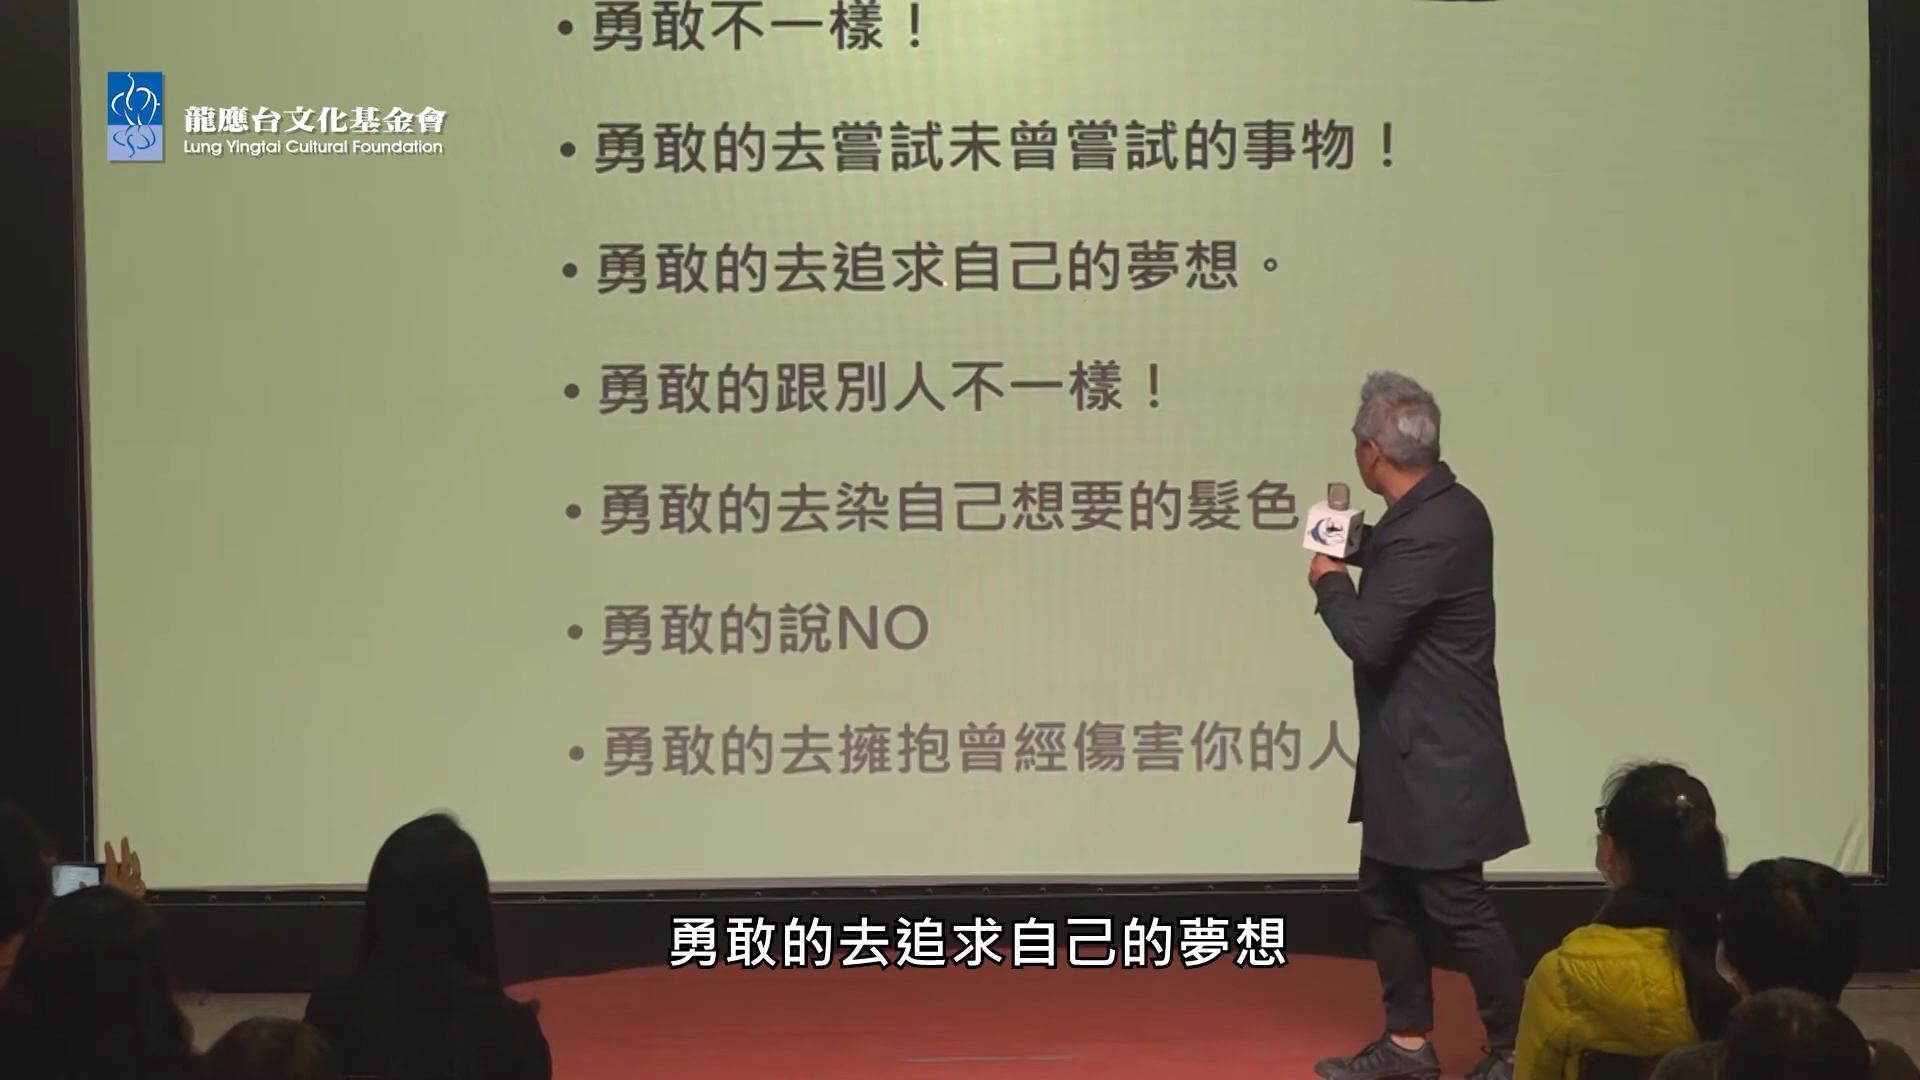 • 勇敢不一樣！
龍應台文化基金會
Lung Yingtai Cultural Foundation
• 勇敢的去嘗試未曾嘗試的事物！
• 勇敢的去追求自己的夢想。
• 勇敢的跟別人不一樣！
• 勇敢的去染自己想要的髮色
• 勇敢的說NO
• 勇敢的去擁抱曾經傷害你的人
勇敢的去追求自己的夢想